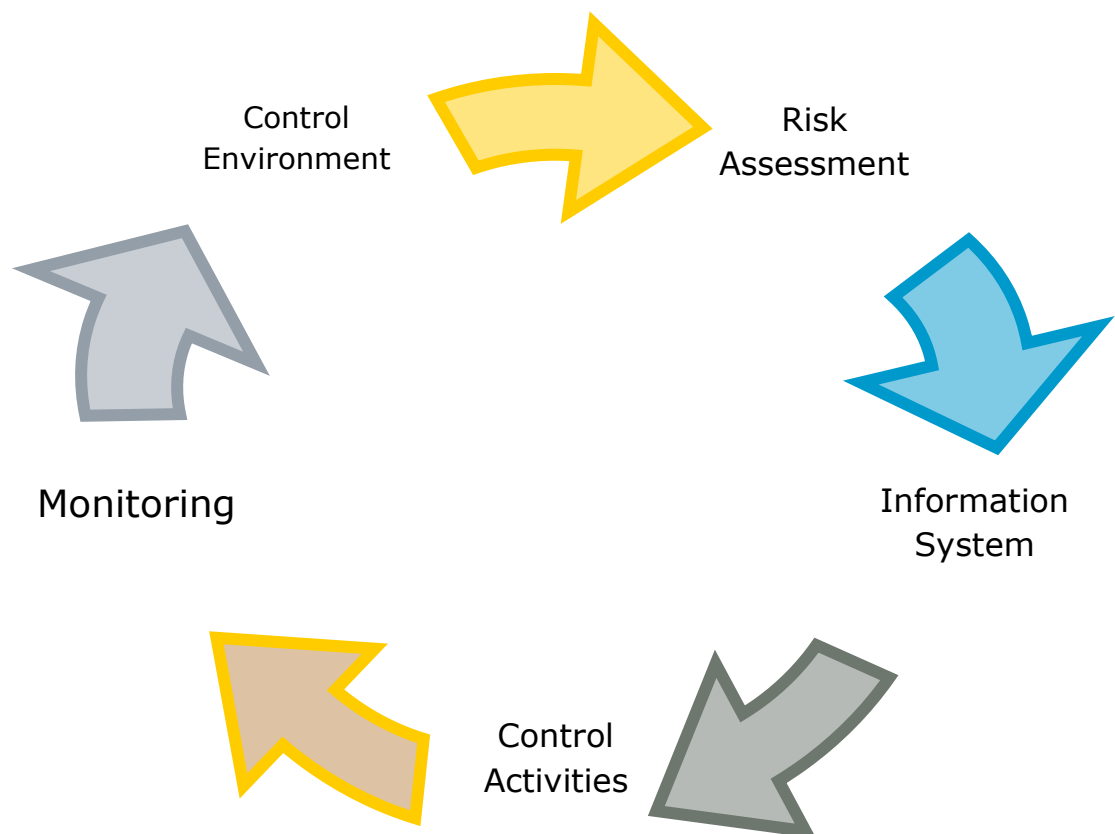 Control
Environment
Risk
Assessment
Information
System
Control
Activities
Monitoring